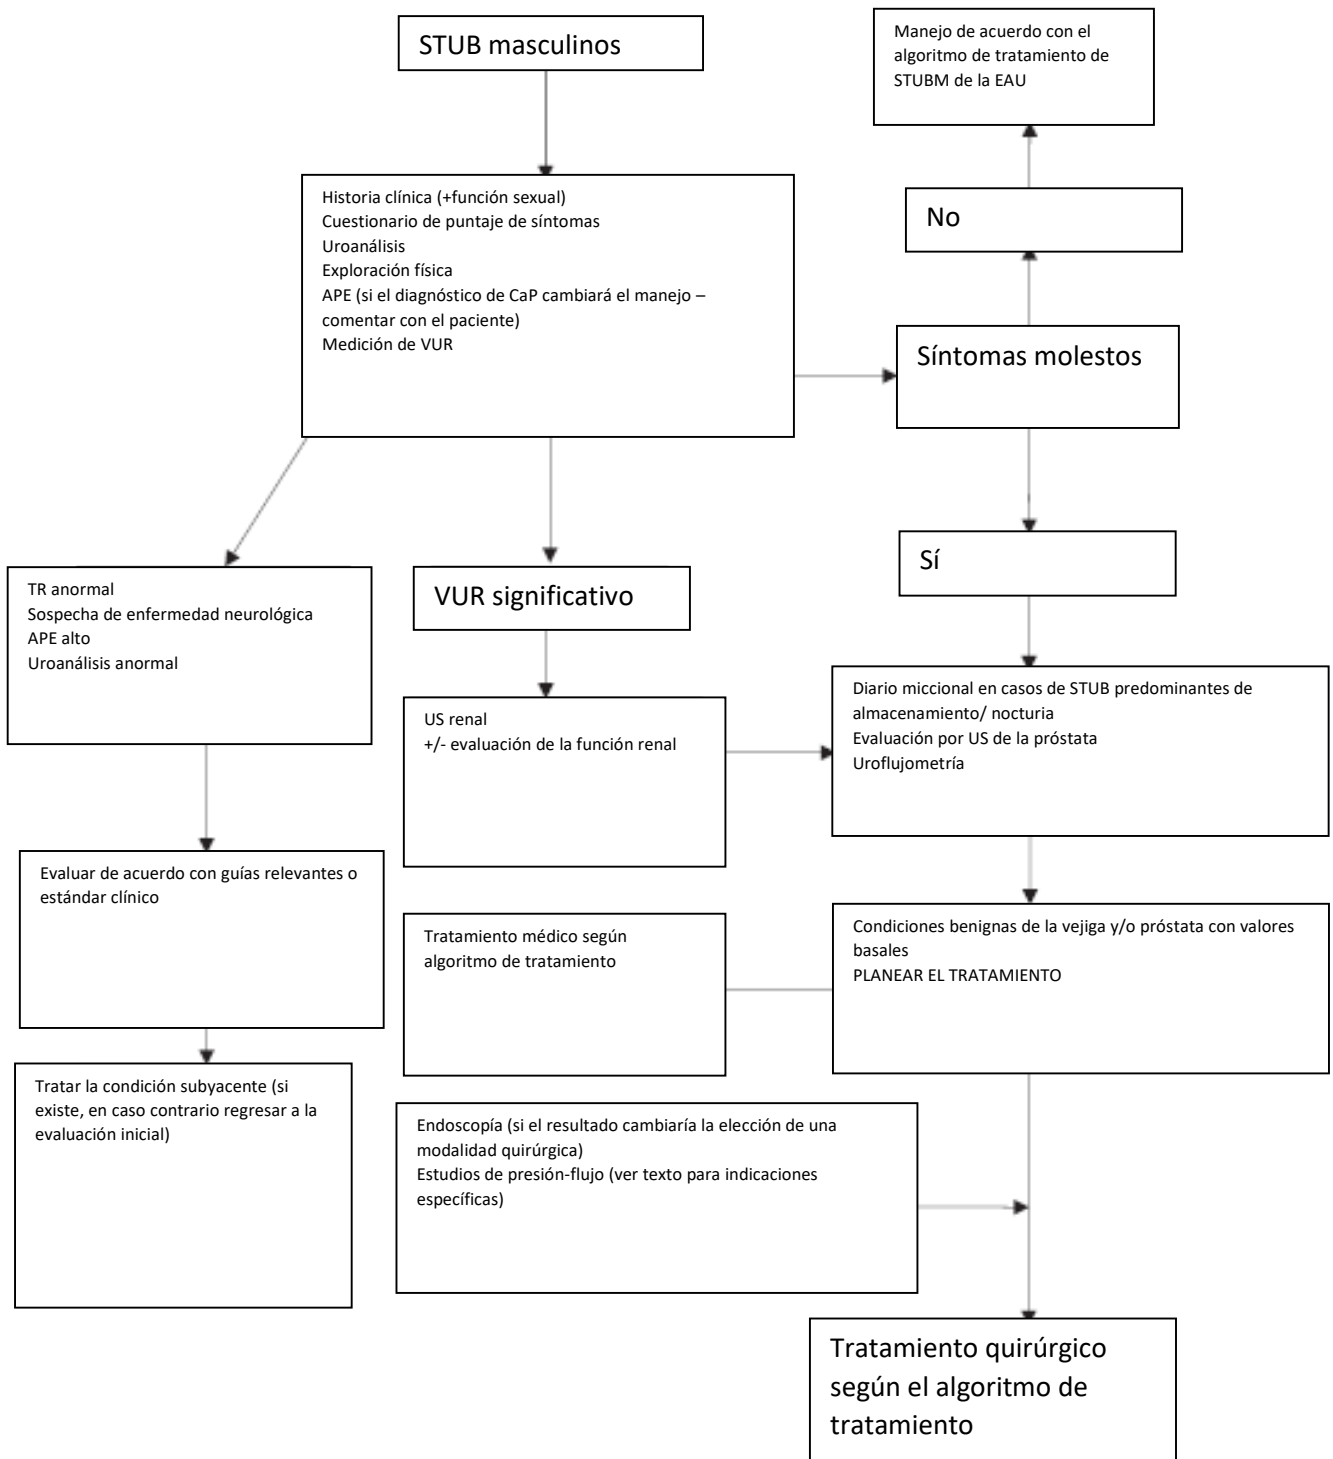 STUB masculinos
Manejo de acuerdo con el
algoritmo de tratamiento de
STUBM de la EAU
Historia clínica (+función sexual)
Cuestionario de puntaje de síntomas
Uroanálisis
Exploración física
APE (si el diagnóstico de CaP cambiará el manejo –
comentar con el paciente)
Medición de VUR
No
Síntomas molestos
Sí
TR anormal
Sospecha de enfermedad neurológica
APE alto
Uroanálisis anormal
VUR significativo
US renal
+/- evaluación de la función renal
Diario miccional en casos de STUB predominantes de
almacenamiento/ nocturia
Evaluación por US de la próstata
Uroflujometría
Evaluar de acuerdo con guías relevantes o
estándar clínico
Tratamiento médico según
algoritmo de tratamiento
Condiciones benignas de la vejiga y/o próstata con valores
basales
PLANEAR EL TRATAMIENTO
Tratar la condición subyacente (si
existe, en caso contrario regresar a la
evaluación inicial)
Endoscopía (si el resultado cambiaría la elección de una
modalidad quirúrgica)
Estudios de presión-flujo (ver texto para indicaciones
específicas)
Tratamiento quirúrgico
según el algoritmo de
tratamiento